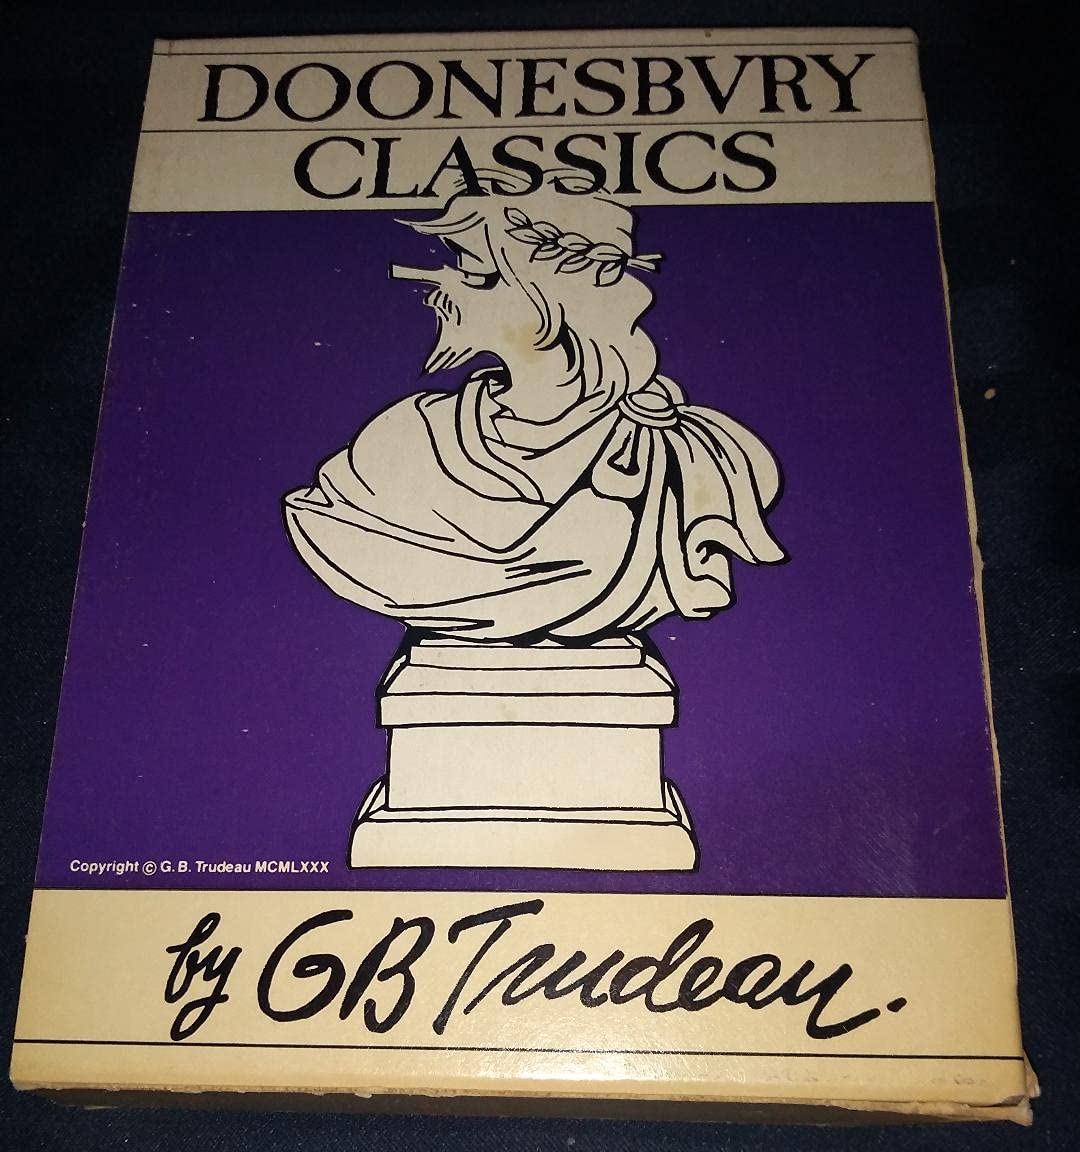 DOONESBVRY
CLASSICS
Copyright © G. B. Trudeau MCMLXXX
by GB Trudeau.